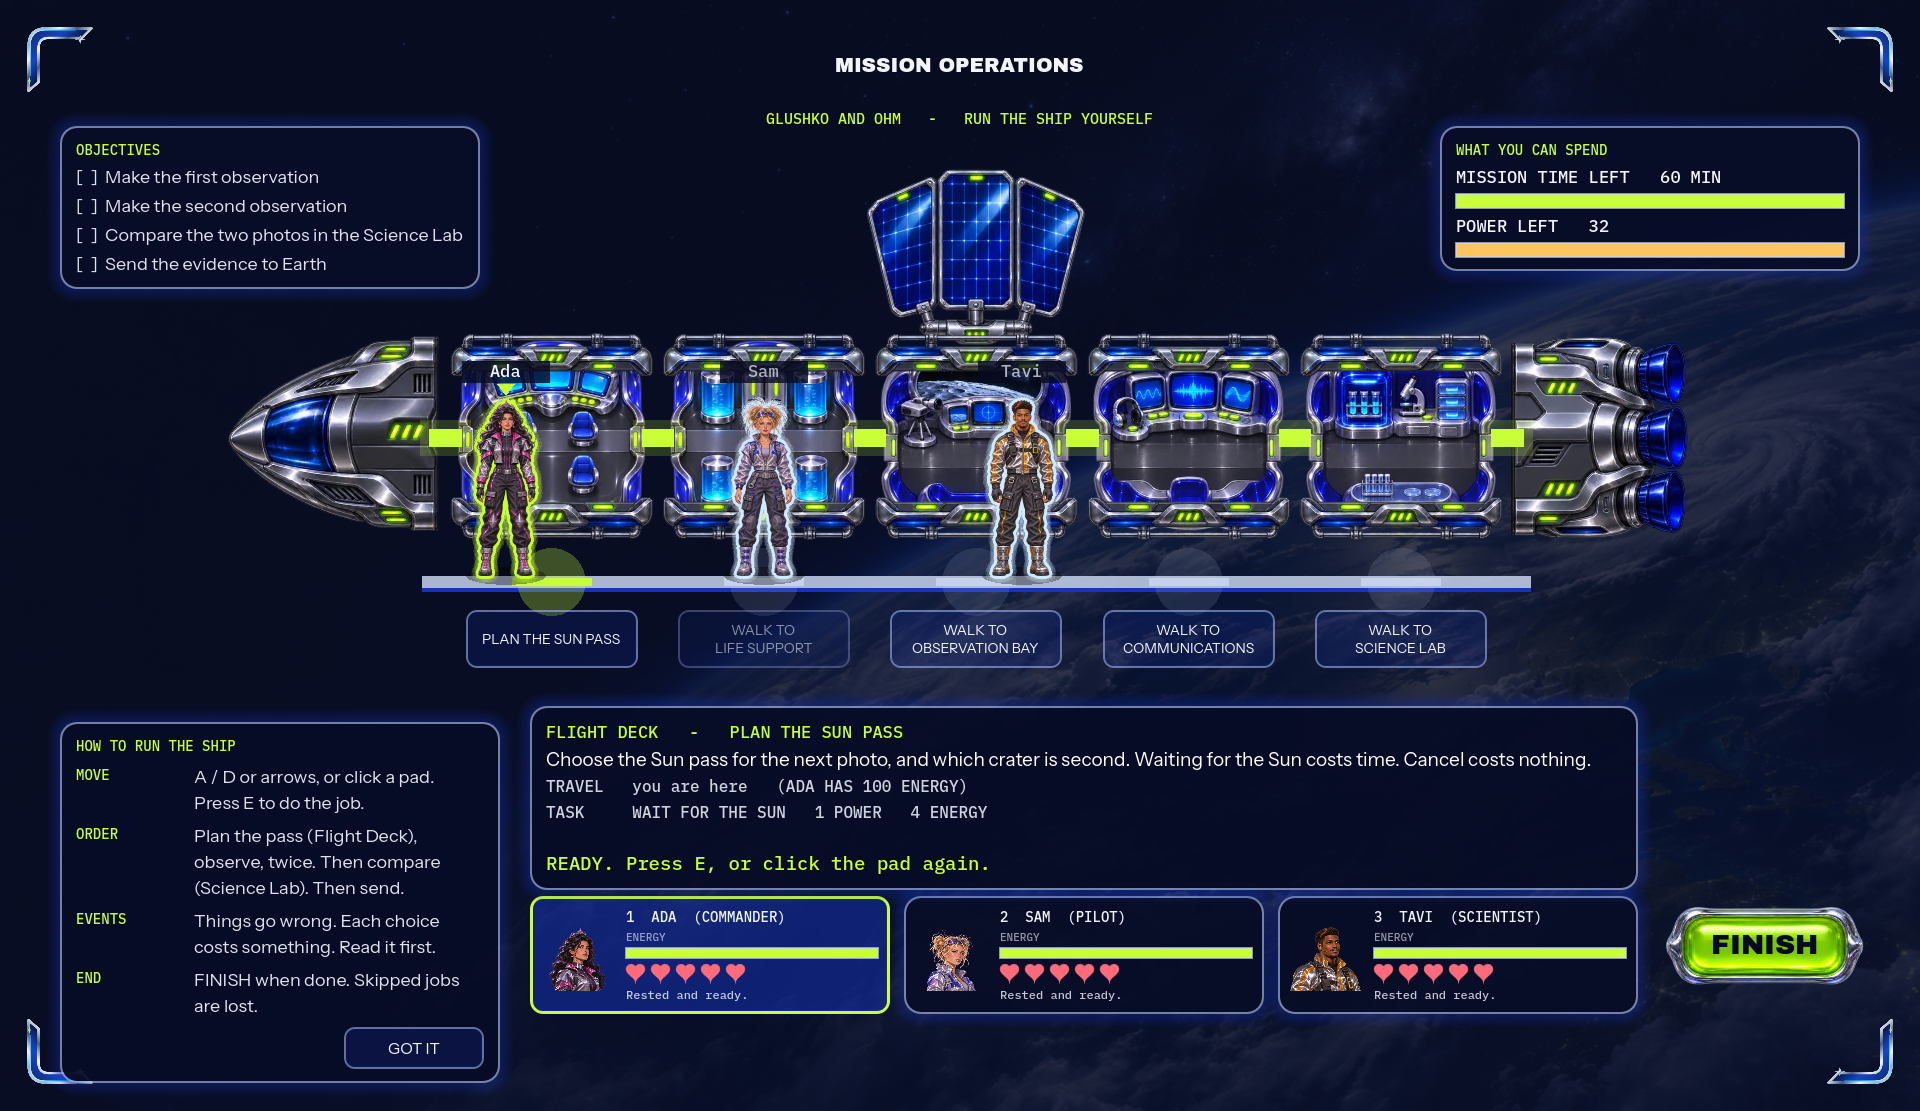 MISSION OPERATIONS
GLUSHKO AND OHM - RUN THE SHIP YOURSELF
OBJECTIVES
[ ] Make the first observation
[ ] Make the second observation
[ ] Compare the two photos in the Science Lab
[ ] Send the evidence to Earth
WHAT YOU CAN SPEND
MISSION TIME LEFT 60 MIN
POWER LEFT 32
Ada
Sam
Tavi
PLAN THE SUN PASS
WALK TO
LIFE SUPPORT
WALK TO
OBSERVATION BAY
WALK TO
COMMUNICATIONS
WALK TO
SCIENCE LAB
HOW TO RUN THE SHIP
MOVE A / D or arrows, or click a pad.
Press E to do the job.
ORDER Plan the pass (Flight Deck),
observe, twice. Then compare
(Science Lab). Then send.
EVENTS Things go wrong. Each choice
costs something. Read it first.
END FINISH when done. Skipped jobs
are lost.
GOT IT
FLIGHT DECK - PLAN THE SUN PASS
Choose the Sun pass for the next photo, and which crater is second. Waiting for the Sun costs time. Cancel costs nothing.
TRAVEL you are here (ADA HAS 100 ENERGY)
TASK WAIT FOR THE SUN 1 POWER 4 ENERGY
READY. Press E, or click the pad again.
1 ADA (COMMANDER)
ENERGY
Rested and ready.
2 SAM (PILOT)
ENERGY
Rested and ready.
3 TAVI (SCIENTIST)
ENERGY
Rested and ready.
FINISH